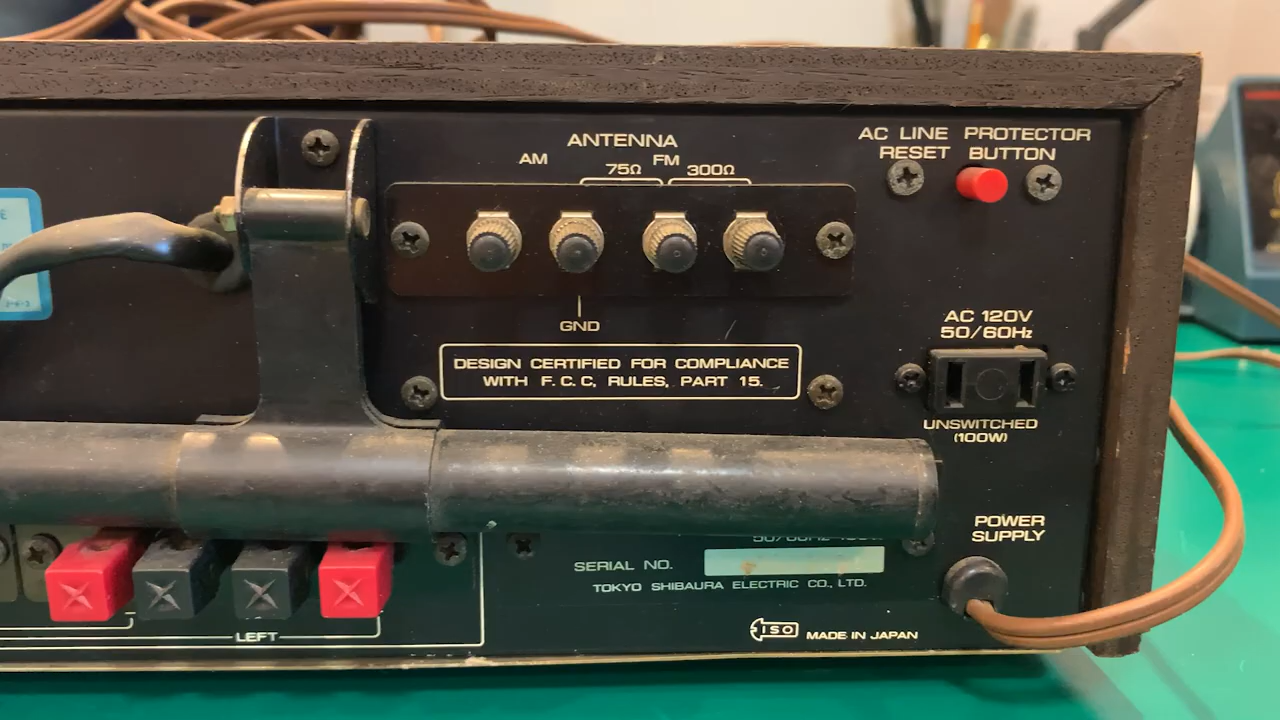 ANTENNA
AM
FM
75Ω
300Ω
GND
AC LINE PROTECTOR
RESET BUTTON
DESIGN CERTIFIED FOR COMPLIANCE
WITH F. C. C. RULES, PART 15.
AC 120V
50/60Hz
UNSWITCHED
(100W)
POWER
SUPPLY
50/60Hz
SERIAL NO.
TOKYO SHIBAURA ELECTRIC CO., LTD.
ISO MADE IN JAPAN
LEFT